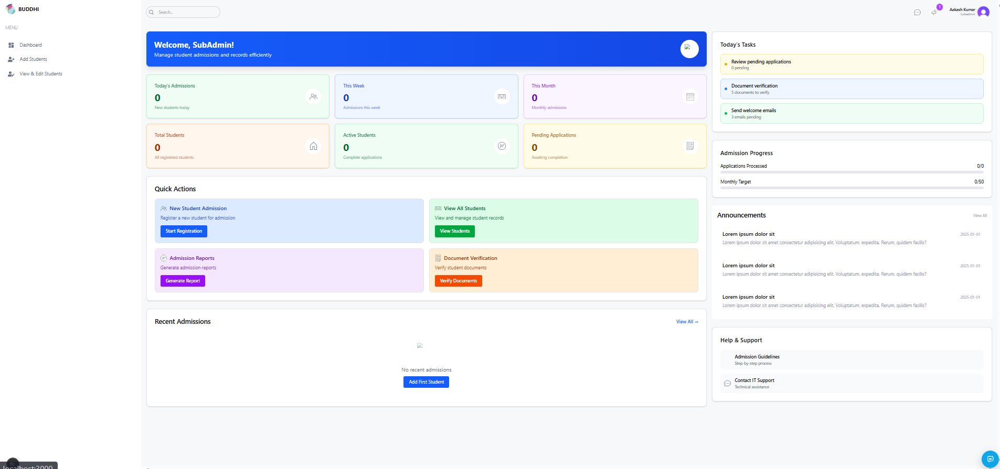 BUDDHI
MENU
Dashboard
Add Students
View & Edit Students
Search...
1
Aakash Kumar
Subadmin
Welcome, SubAdmin!
Manage student admissions and records efficiently
Today's Admissions
0
New students today
This Week
0
Admissions this week
This Month
0
Monthly admissions
Total Students
0
All registered students
Active Students
0
Complete applications
Pending Applications
0
Awaiting completion
Quick Actions
New Student Admission
Register a new student for admission
Start Registration
View All Students
View and manage student records
View Students
Admission Reports
Generate admission reports
Generate Report
Document Verification
Verify student documents
Verify Documents
Recent Admissions
View All →
No recent admissions
Add First Student
Today's Tasks
Review pending applications
0 pending
Document verification
5 documents to verify
Send welcome emails
3 emails pending
Admission Progress
Applications Processed 0/0
Monthly Target 0/50
Announcements
View All
Lorem ipsum dolor sit 2025-01-01
Lorem ipsum dolor sit amet consectetur adipisicing elit. Voluptatum, expedita. Rerum, quidem facilis?
Lorem ipsum dolor sit 2025-01-01
Lorem ipsum dolor sit amet consectetur adipisicing elit. Voluptatum, expedita. Rerum, quidem facilis?
Lorem ipsum dolor sit 2025-01-01
Lorem ipsum dolor sit amet consectetur adipisicing elit. Voluptatum, expedita. Rerum, quidem facilis?
Help & Support
Admission Guidelines
Step-by-step process
Contact IT Support
Technical assistance
N
localhost:3000